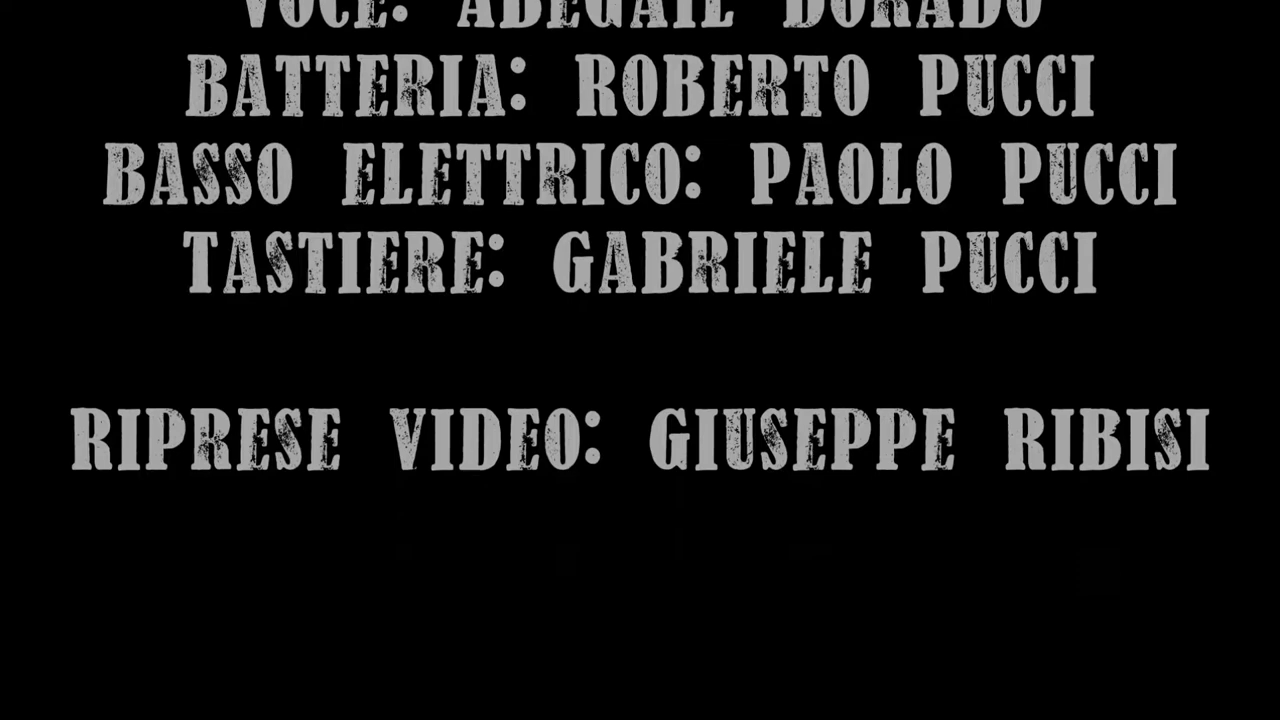 VOCE: ABEGAIL DORADO
BATTERIA: ROBERTO PUCCI
BASSO ELETTRICO: PAOLO PUCCI
TASTIERE: GABRIELE PUCCI
RIPRESE VIDEO: GIUSEPPE RIBISI